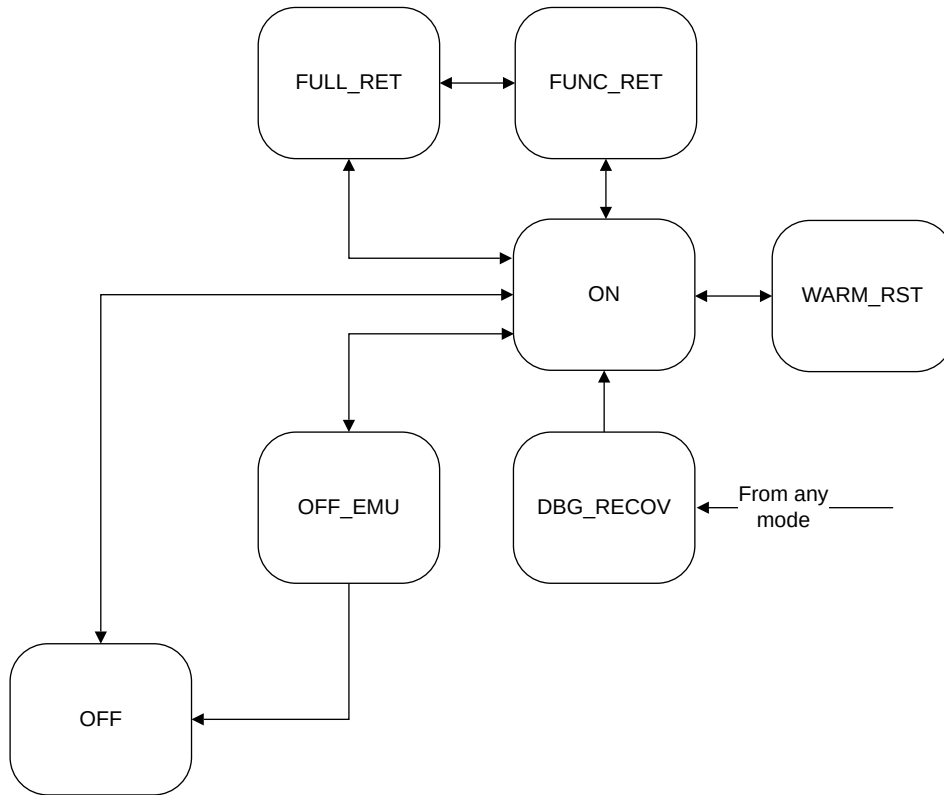 FULL_RET
FUNC_RET
ON
WARM_RST
OFF_EMU
DBG_RECOV
From any
mode
OFF